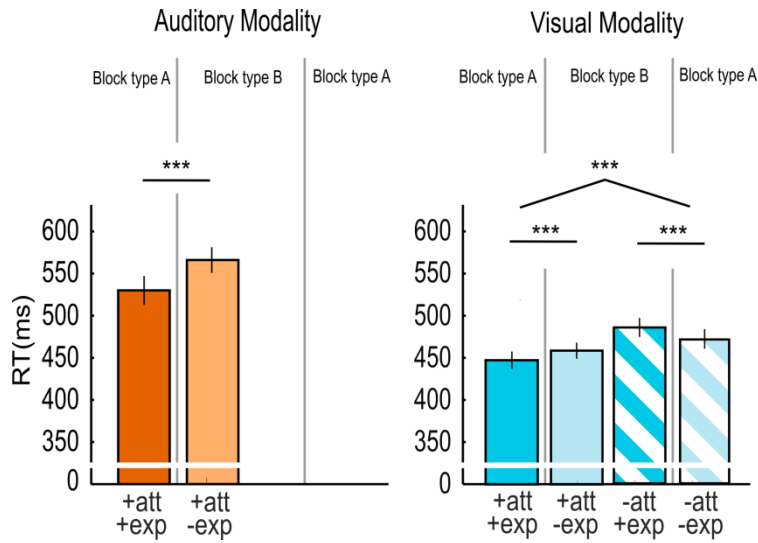 Auditory Modality
Visual Modality
Block type A
Block type B
Block type A
Block type A
Block type B
Block type A
***
***
***
***
RT(ms)
600
550
500
450
400
350
0
600
550
500
450
400
350
0
+att
+exp
+att
-exp
+att
+exp
+att
-exp
-att
+exp
-att
-exp